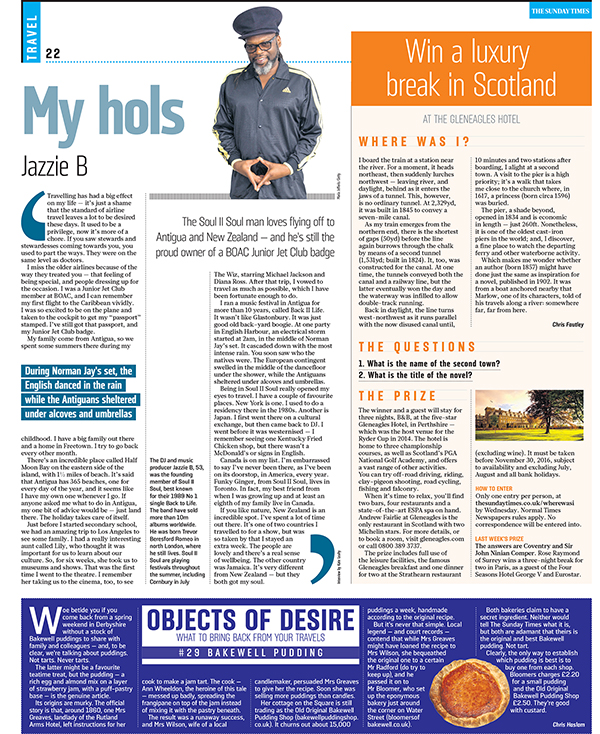 TRAVEL
THE SUNDAY TIMES
22
My hols
Jazzie B
The Soul II Soul man loves flying off to
Antigua and New Zealand — and he's still the
proud owner of a BOAC Junior Jet Club badge
Travelling has had a big effect
on my life — it's just a shame
that the standard of airline
travel leaves a lot to be desired
these days. It used to be a
privilege, now it's more of a
chore. If you saw stewards and
stewardesses coming towards you, you
used to part the ways. They were on the
same level as doctors.
I miss the older airlines because of the
way they treated you — that feeling of
being special, and people dressing up for
the occasion. I was a Junior Jet Club
member at BOAC, and I can remember
my first flight to the Caribbean vividly.
I was so excited to be on the plane and
taken to the cockpit to get my "passport"
stamped. I've still got that passport, and
my Junior Jet Club badge.
My family come from Antigua, so we
spent some summers there during my
During Norman Jay's set, the
English danced in the rain
while the Antiguans sheltered
under alcoves and umbrellas
childhood. I have a big family out there
and a home in Freetown. I try to go back
every other month.
There's an incredible place called Half
Moon Bay on the eastern side of the
island, with 1½ miles of beach. It's said
that Antigua has 365 beaches, one for
every day of the year, and it seems like
I have my own one whenever I go. If
anyone asked me what to do in Antigua,
my one bit of advice would be — just land
there. The holiday takes care of itself.
Just before I started secondary school,
we had an amazing trip to Los Angeles to
see some family. I had a really interesting
aunt called Lily, who thought it was
important for us to learn about our
culture. So, for six weeks, she took us to
museums and shows. That was the first
time I went to the theatre. I remember
her taking us to the cinema, too, to see
The DJ and music
producer Jazzie B, 53,
was the founding
member of Soul II
Soul, best known
for their 1989 No 1
single Back to Life.
The band have sold
more than 10m
albums worldwide.
He was born Trevor
Beresford Romeo in
north London, where
he still lives. Soul II
Soul are playing
festivals throughout
the summer, including
Cornbury in July
The Wiz, starring Michael Jackson and
Diana Ross. After that trip, I vowed to
travel as much as possible, which I have
been fortunate enough to do.
I ran a music festival in Antigua for
more than 10 years, called Back II Life.
It wasn't like Glastonbury. It was just
good old back-yard boogie. At one party
in English Harbour, an electrical storm
started at 2am, in the middle of Norman
Jay's set. It cascaded down with the most
intense rain. You soon saw who the
natives were. The European contingent
swelled in the middle of the dancefloor
under the shower, while the Antiguans
sheltered under alcoves and umbrellas.
Being in Soul II Soul really opened my
eyes to travel. I have a couple of favourite
places. New York is one. I used to do a
residency there in the 1980s. Another is
Japan. I first went there on a cultural
exchange, but then came back to DJ. I
went before it was westernised — I
remember seeing one Kentucky Fried
Chicken shop, but there wasn't a
McDonald's or signs in English.
Canada is on my list. I'm embarrassed
to say I've never been there, as I've been
on its doorstep, in America, every year.
Funky Ginger, from Soul II Soul, lives in
Toronto. In fact, my best friend from
when I was growing up and at least an
eighth of my family live in Canada.
If you like nature, New Zealand is an
incredible spot. I've spent a lot of time
out there. It's one of two countries I
travelled to for a show, but was
so taken by that I stayed an
extra week. The people are
lovely and there's a real sense
of wellbeing. The other country
was Jamaica. It's very different
from New Zealand — but they
both got my soul.
Win a luxury
break in Scotland
AT THE GLENEAGLES HOTEL
WHERE WAS I?
I board the train at a station near
the river. For a moment, it heads
northeast, then suddenly lurches
northwest — leaving river, and
daylight, behind as it enters the
jaws of a tunnel. This, however,
is no ordinary tunnel. At 2,329yd,
it was built in 1845 to convey a
seven-mile canal.
As my train emerges from the
northern end, there is the shortest
of gaps (50yd) before the line
again burrows through the chalk
by means of a second tunnel
(1,531yd; built in 1824). It, too, was
constructed for the canal. At one
time, the tunnels conveyed both
the canal and a railway line, but the
latter eventually won the day and
the waterway was infilled to allow
double-track running.
Back in daylight, the line turns
west-northwest as it runs parallel
with the now disused canal until,
10 minutes and two stations after
boarding, I alight at a second
town. A visit to the pier is a high
priority; it's a walk that takes
me close to the church where, in
1617, a princess (born circa 1596)
was buried.
The pier, a shade beyond,
opened in 1834 and is economic
in length — just 260ft. Nonetheless,
it is one of the oldest cast-iron
piers in the world; and, I discover,
a fine place to watch the departing
ferry and other waterborne activity.
Which makes me wonder whether
an author (born 1857) might have
done just the same as inspiration for
a novel, published in 1902. It was
from a boat anchored nearby that
Marlow, one of its characters, told of
his travels along a river: somewhere
far, far from here.
Chris Fautley
THE QUESTIONS
1. What is the name of the second town?
2. What is the title of the novel?
THE PRIZE
The winner and a guest will stay for
three nights, B&B, at the five-star
Gleneagles Hotel, in Perthshire —
which was the host venue for the
Ryder Cup in 2014. The hotel is
home to three championship
courses, as well as Scotland's PGA
National Golf Academy, and offers
a vast range of other activities.
You can try off-road driving, riding,
clay-pigeon shooting, road cycling,
fishing and falconry.
When it's time to relax, you'll find
two bars, four restaurants and a
state-of-the-art ESPA spa on hand.
Andrew Fairlie at Gleneagles is the
only restaurant in Scotland with two
Michelin stars. For more details, or
to book a room, visit gleneagles.com
or call 0800 389 3737.
The prize includes full use of
the leisure facilities, the famous
Gleneagles breakfast and one dinner
for two at the Strathearn restaurant
(excluding wine). It must be taken
before November 30, 2016, subject
to availability and excluding July,
August and all bank holidays.
HOW TO ENTER
Only one entry per person, at
thesundaytimes.co.uk/wherewasi
by Wednesday. Normal Times
Newspapers rules apply. No
correspondence will be entered into.
LAST WEEK'S PRIZE
The answers are Coventry and Sir
John Ninian Comper. Rose Raymond
of Surrey wins a three-night break for
two in Paris, as a guest of the Four
Seasons Hotel George V and Eurostar.
OBJECTS OF DESIRE
WHAT TO BRING BACK FROM YOUR TRAVELS
#29 BAKEWELL PUDDING
Woe betide you if you
come back from a spring
weekend in Derbyshire
without a stock of
Bakewell puddings to share with
family and colleagues — and, to be
clear, we're talking about puddings.
Not tarts. Never tarts.
The latter might be a favourite
teatime treat, but the pudding — a
rich egg and almond mix on a layer
of strawberry jam, with a puff-pastry
base — is the genuine article.
Its origins are murky. The official
story is that, around 1860, one Mrs
Greaves, landlady of the Rutland
Arms Hotel, left instructions for her
cook to make a jam tart. The cook —
Ann Wheeldon, the heroine of this tale
— messed up badly, spreading the
frangipane on top of the jam instead
of mixing it with the pastry beneath.
The result was a runaway success,
and Mrs Wilson, wife of a local
candlemaker, persuaded Mrs Greaves
to give her the recipe. Soon she was
selling more puddings than candles.
Her cottage on the Square is still
trading as the Old Original Bakewell
Pudding Shop (bakewellpuddingshop.
co.uk). It churns out about 15,000
puddings a week, handmade
according to the original recipe.
But it's never that simple. Local
legend — and court records —
contend that while Mrs Greaves
might have loaned the recipe to
Mrs Wilson, she bequeathed
the original one to a certain
Mr Radford (do try to
keep up), and he
passed it on to
Mr Bloomer, who set
up the eponymous
bakery just around
the corner on Water
Street (bloomersof
bakewell.co.uk).
Both bakeries claim to have a
secret ingredient. Neither would
tell The Sunday Times what it is,
but both are adamant that theirs is
the original and best Bakewell
pudding. Not tart.
Clearly, the only way to establish
which pudding is best is to
buy one from each shop.
Bloomers charges £2.20
for a small pudding
and the Old Original
Bakewell Pudding Shop
£2.50. They're good
with custard.
Chris Haslam